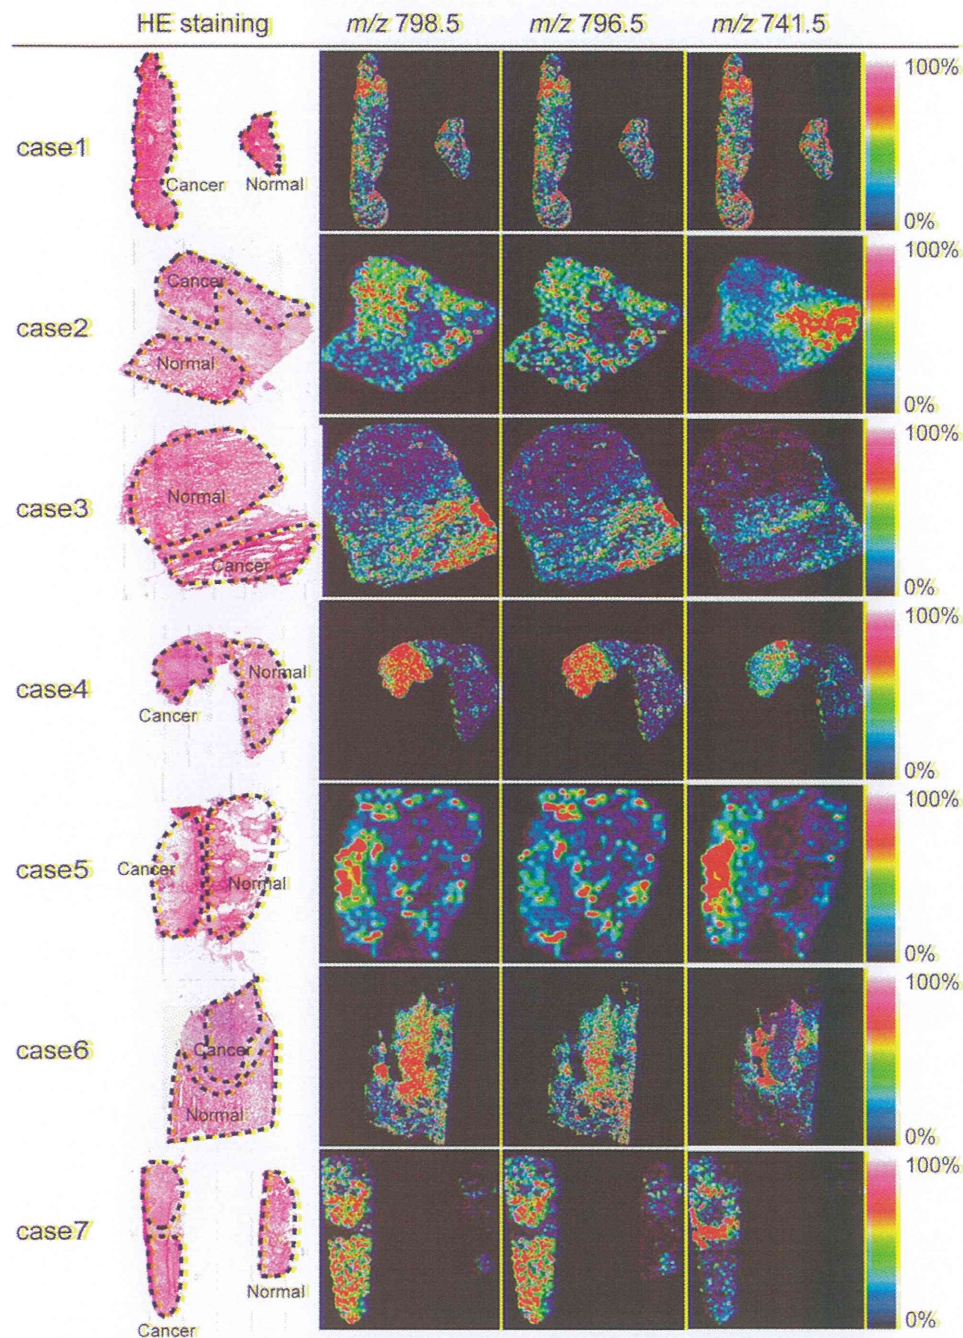 HE staining m/z 798.5 m/z 796.5 m/z 741.5
100%
case1
Cancer Normal
0%
100%
Cancer
case2
Normal
0%
100%
Normal
case3
Cancer
0%
100%
Normal
case4
Cancer
0%
100%
Cancer
case5
Normal
0%
100%
case6
Cancer
Normal
0%
100%
case7
Normal
0%
Cancer